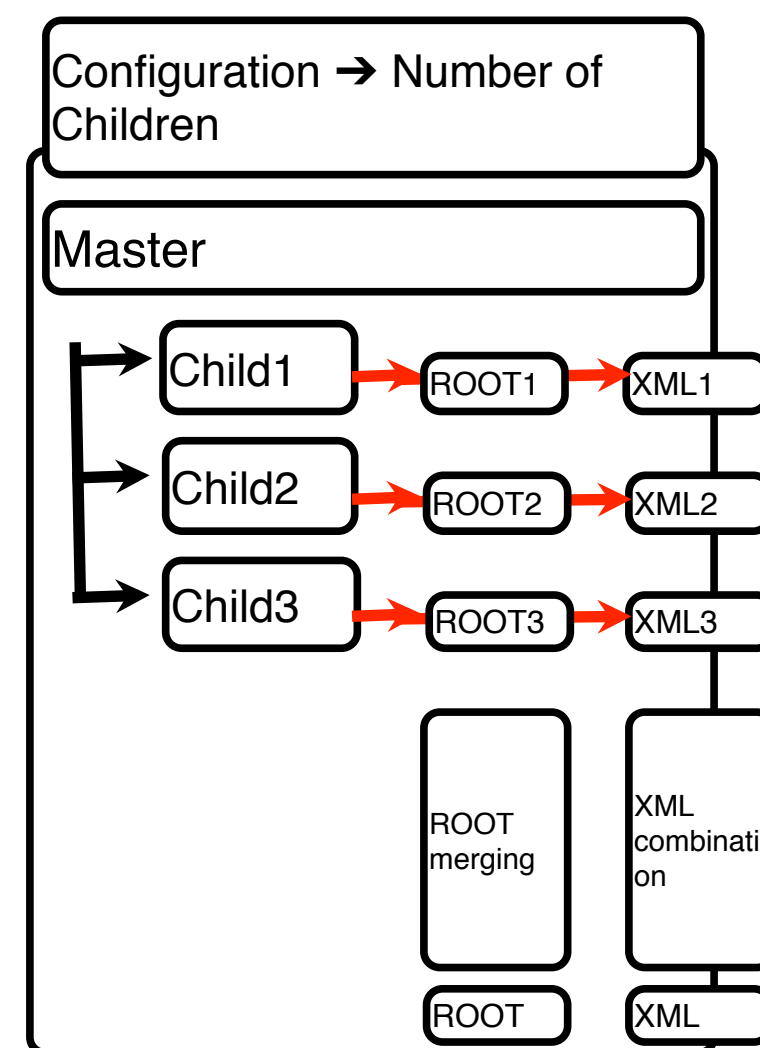 Configuration ➔ Number of
Children
Master
Child1
ROOT1
XML1
Child2
ROOT2
XML2
Child3
ROOT3
XML3
ROOT
merging
XML
combinati
on
ROOT
XML